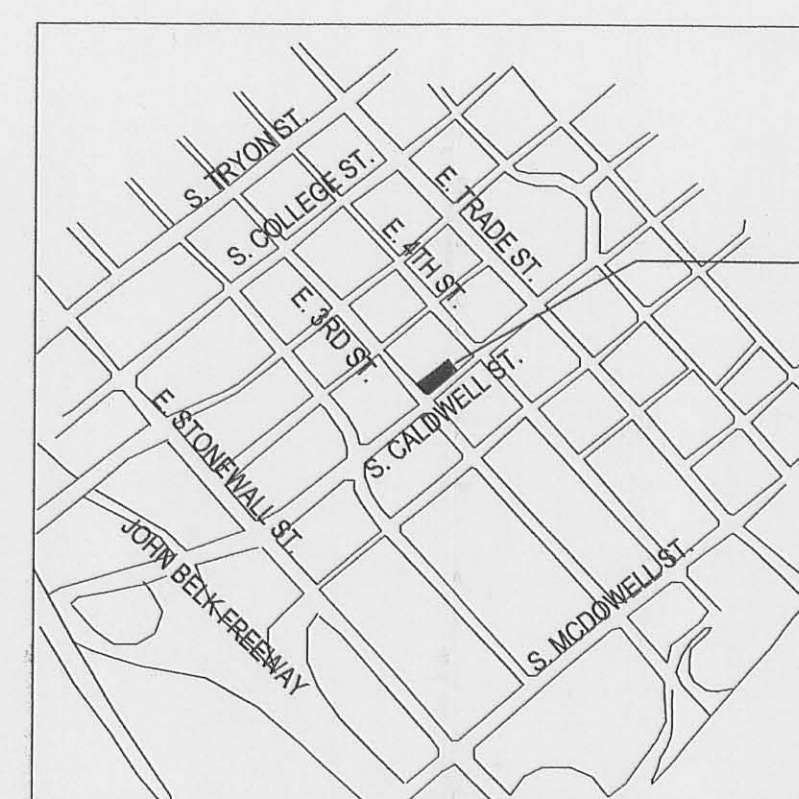 S. TRYON ST.
S. COLLEGE ST.
E. TRADE ST.
E. 4TH ST.
E. 3RD ST.
S. CALDWELL ST.
E. STONEWALL ST.
JOHN BELK FREEWAY
S. MCDOWELL ST.